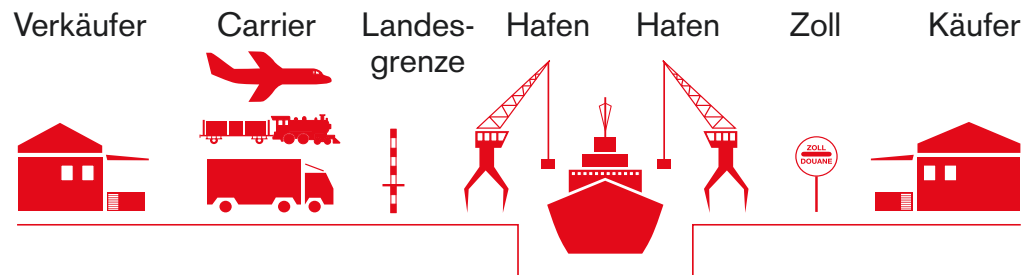 Verkäufer
Carrier
Landes-
grenze
Hafen
Hafen
Zoll
Käufer
ZOLL
DOUANE